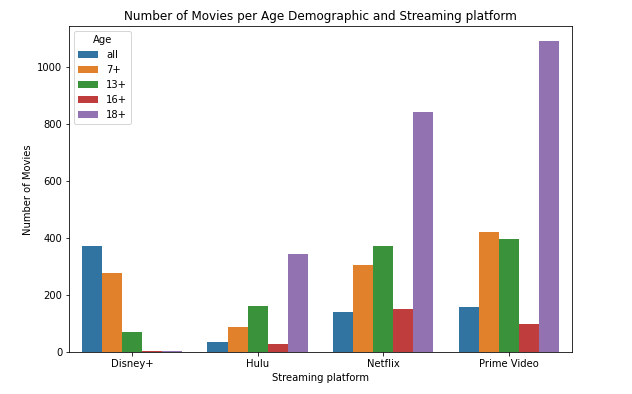 Number of Movies per Age Demographic and Streaming platform
Age
all
7+
13+
16+
18+
1000
800
600
400
200
0
Number of Movies
Disney+ Hulu Netflix Prime Video
Streaming platform